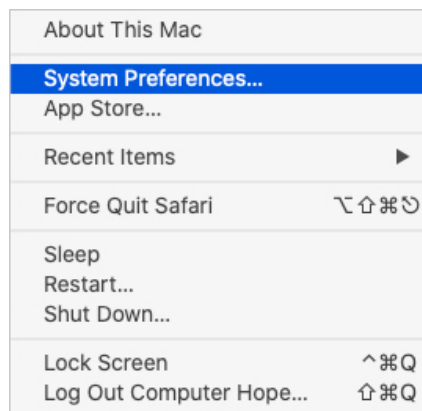 About This Mac
System Preferences...
App Store...
Recent Items ▶
Force Quit Safari ⌥⇧⌘⎋
Sleep
Restart...
Shut Down...
Lock Screen ^⌘Q
Log Out Computer Hope... ⇧⌘Q